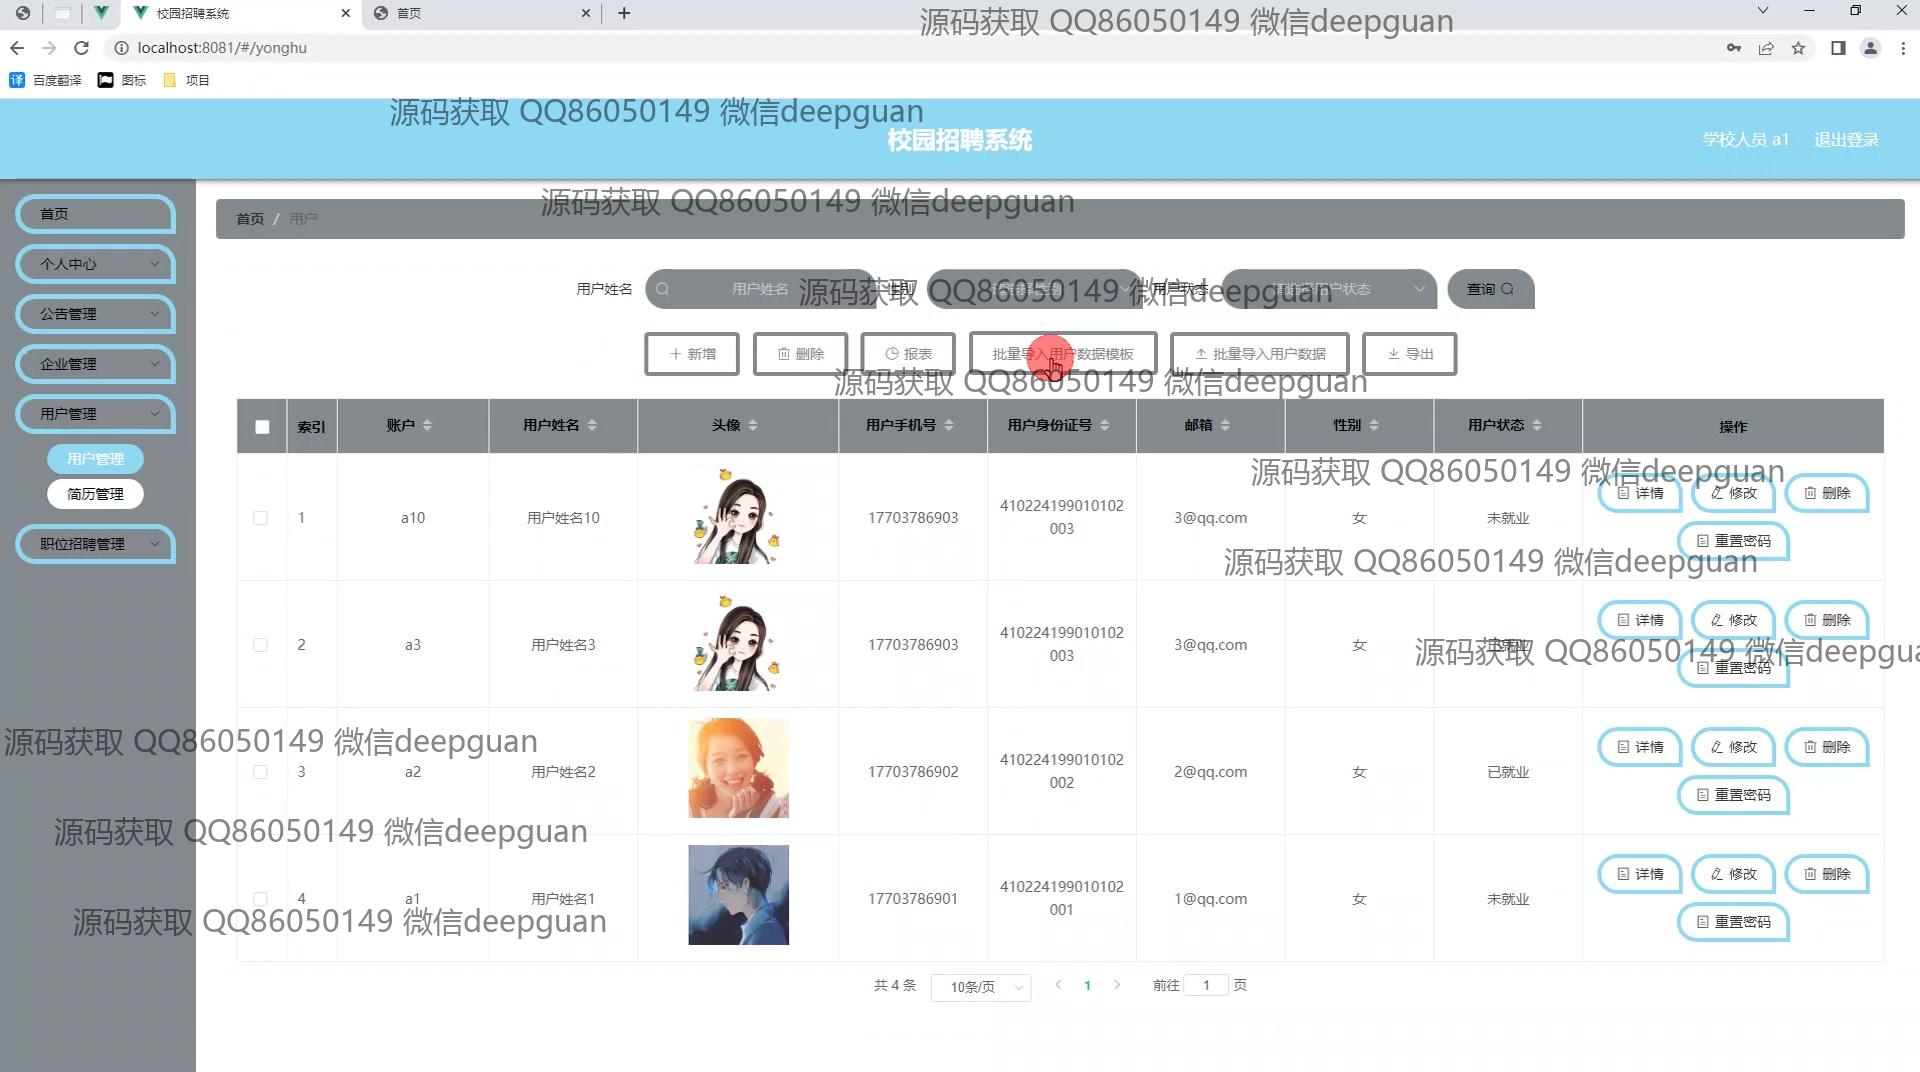 校园招聘系统
首页
源码获取 QQ86050149 微信deepguan
localhost:8081/#/yonghu
百度翻译 图标 项目
源码获取 QQ86050149 微信deepguan
校园招聘系统
学校人员 a1 退出登录
源码获取 QQ86050149 微信deepguan
首页 / 用户
首页
个人中心
公告管理
企业管理
用户管理
用户管理
简历管理
职位招聘管理
用户姓名 用户姓名 性别 请选择性别 用户状态 请选择用户状态 查询
源码获取 QQ86050149 微信deepguan
新增 删除 报表 批量导入用户数据模板 批量导入用户数据 导出
源码获取 QQ86050149 微信deepguan
索引 账户 用户姓名 头像 用户手机号 用户身份证号 邮箱 性别 用户状态 操作
源码获取 QQ86050149 微信deepguan
1 a10 用户姓名10 17703786903 410224199010102003 3@qq.com 女 未就业 详情 修改 删除
重置密码
源码获取 QQ86050149 微信deepguan
2 a3 用户姓名3 17703786903 410224199010102003 3@qq.com 女 已就业 详情 修改 删除
重置密码
源码获取 QQ86050149 微信deepgua
源码获取 QQ86050149 微信deepguan
3 a2 用户姓名2 17703786902 410224199010102002 2@qq.com 女 已就业 详情 修改 删除
重置密码
源码获取 QQ86050149 微信deepguan
4 a1 用户姓名1 17703786901 410224199010102001 1@qq.com 女 未就业 详情 修改 删除
重置密码
源码获取 QQ86050149 微信deepguan
共 4 条 10条/页 1 前往 1 页